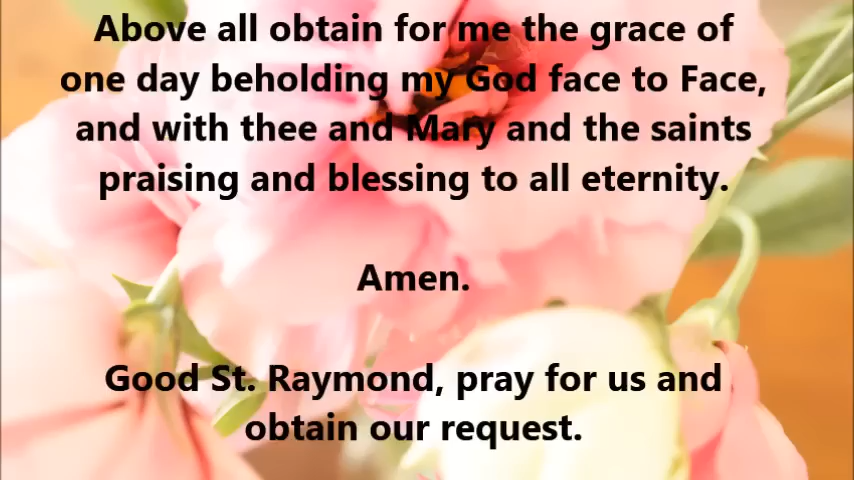 Above all obtain for me the grace of
one day beholding my God face to Face,
and with thee and Mary and the saints
praising and blessing to all eternity.
Amen.
Good St. Raymond, pray for us and
obtain our request.